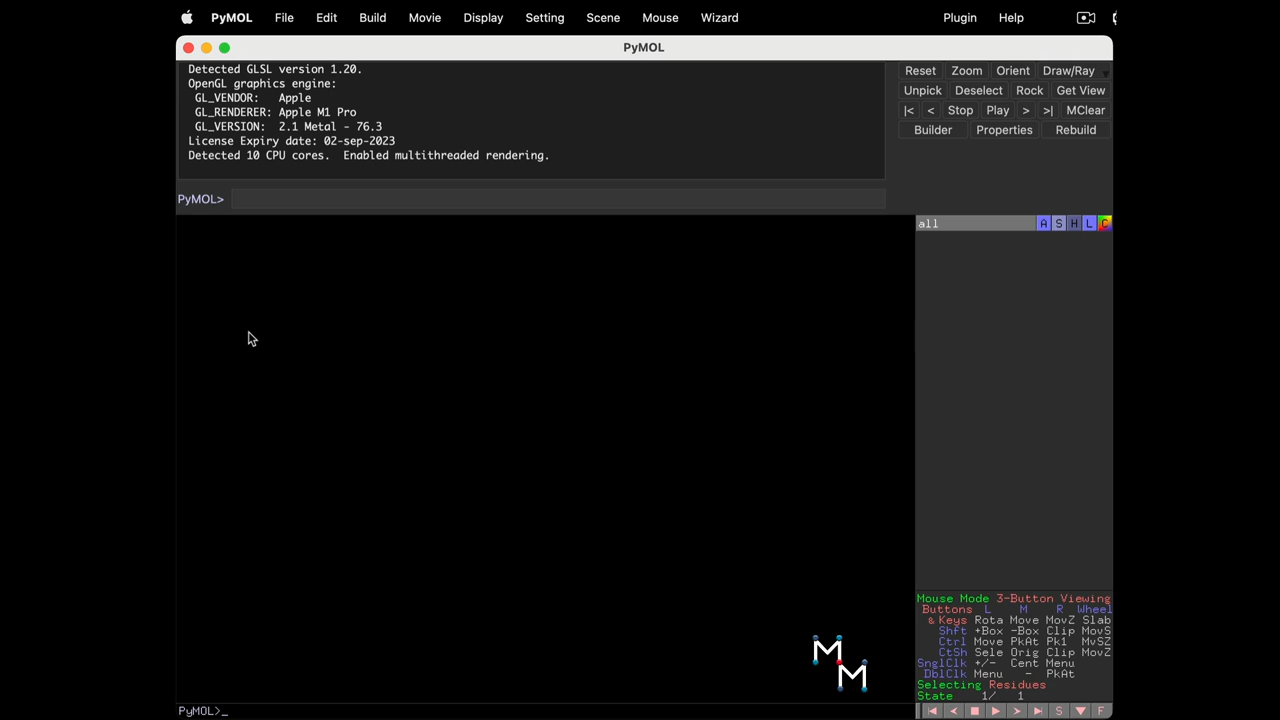 PyMOL File Edit Build Movie Display Setting Scene Mouse Wizard Plugin Help
PyMOL
Detected GLSL version 1.20.
OpenGL graphics engine:
GL_VENDOR: Apple
GL_RENDERER: Apple M1 Pro
GL_VERSION: 2.1 Metal - 76.3
License Expiry date: 02-sep-2023
Detected 10 CPU cores. Enabled multithreaded rendering.
Reset Zoom Orient Draw/Ray
Unpick Deselect Rock Get View
|< < Stop Play > >| MClear
Builder Properties Rebuild
PyMOL>
all A S H L C
M
M
Mouse Mode 3-Button Viewing
Buttons L M R Wheel
& Keys Rota Move MovZ Slab
Shft +Box -Box Clip MovS
Ctrl Move PkAt Pk1 MvSZ
CtSh Sele Orig Clip MovZ
SnglClk +/- Cent Menu
DblClk Menu - PkAt
Selecting Residues
State 1/ 1
S F
PyMOL>_